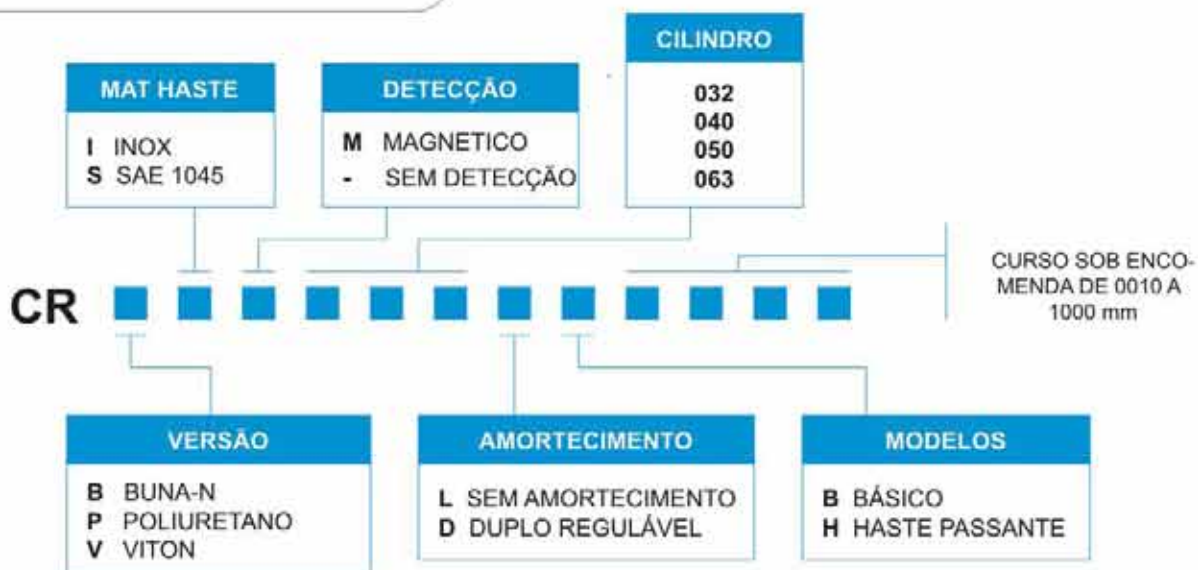 CILINDRO
032
040
050
063
MAT HASTE
I INOX
S SAE 1045
DETECÇÃO
M MAGNETICO
- SEM DETECÇÃO
CR
CURSO SOB ENCO-
MENDA DE 0010 A
1000 mm
VERSÃO
B BUNA-N
P POLIURETANO
V VITON
AMORTECIMENTO
L SEM AMORTECIMENTO
D DUPLO REGULÁVEL
MODELOS
B BÁSICO
H HASTE PASSANTE